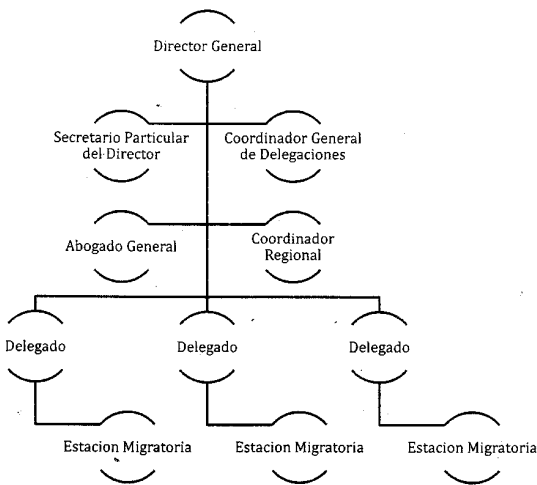 Director General
Secretario Particular
del Director
Coordinador General
de Delegaciones
Abogado General
Coordinador
Regional
Delegado
Delegado
Delegado
Estacion Migratoria
Estacion Migratoria
Estacion Migratoria